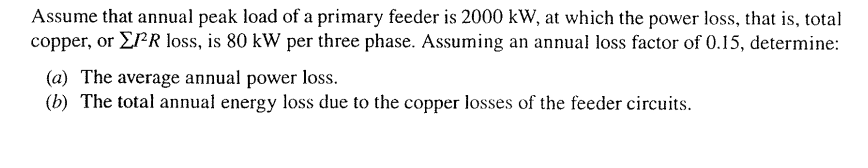 Assume that annual peak load of a primary feeder is 2000 kW, at which the power loss, that is, total
copper, or ΣI²R loss, is 80 kW per three phase. Assuming an annual loss factor of 0.15, determine:
(a) The average annual power loss.
(b) The total annual energy loss due to the copper losses of the feeder circuits.